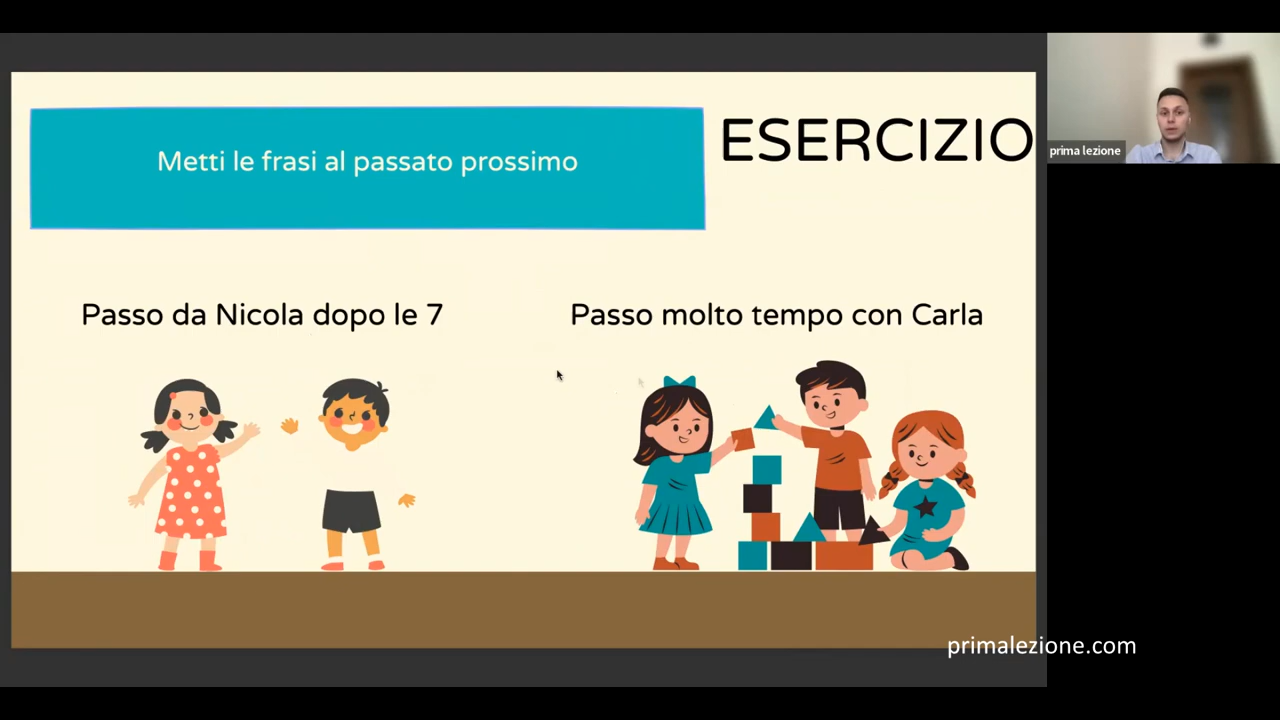 Metti le frasi al passato prossimo
ESERCIZIO
prima lezione
Passo da Nicola dopo le 7
Passo molto tempo con Carla
primalezione.com